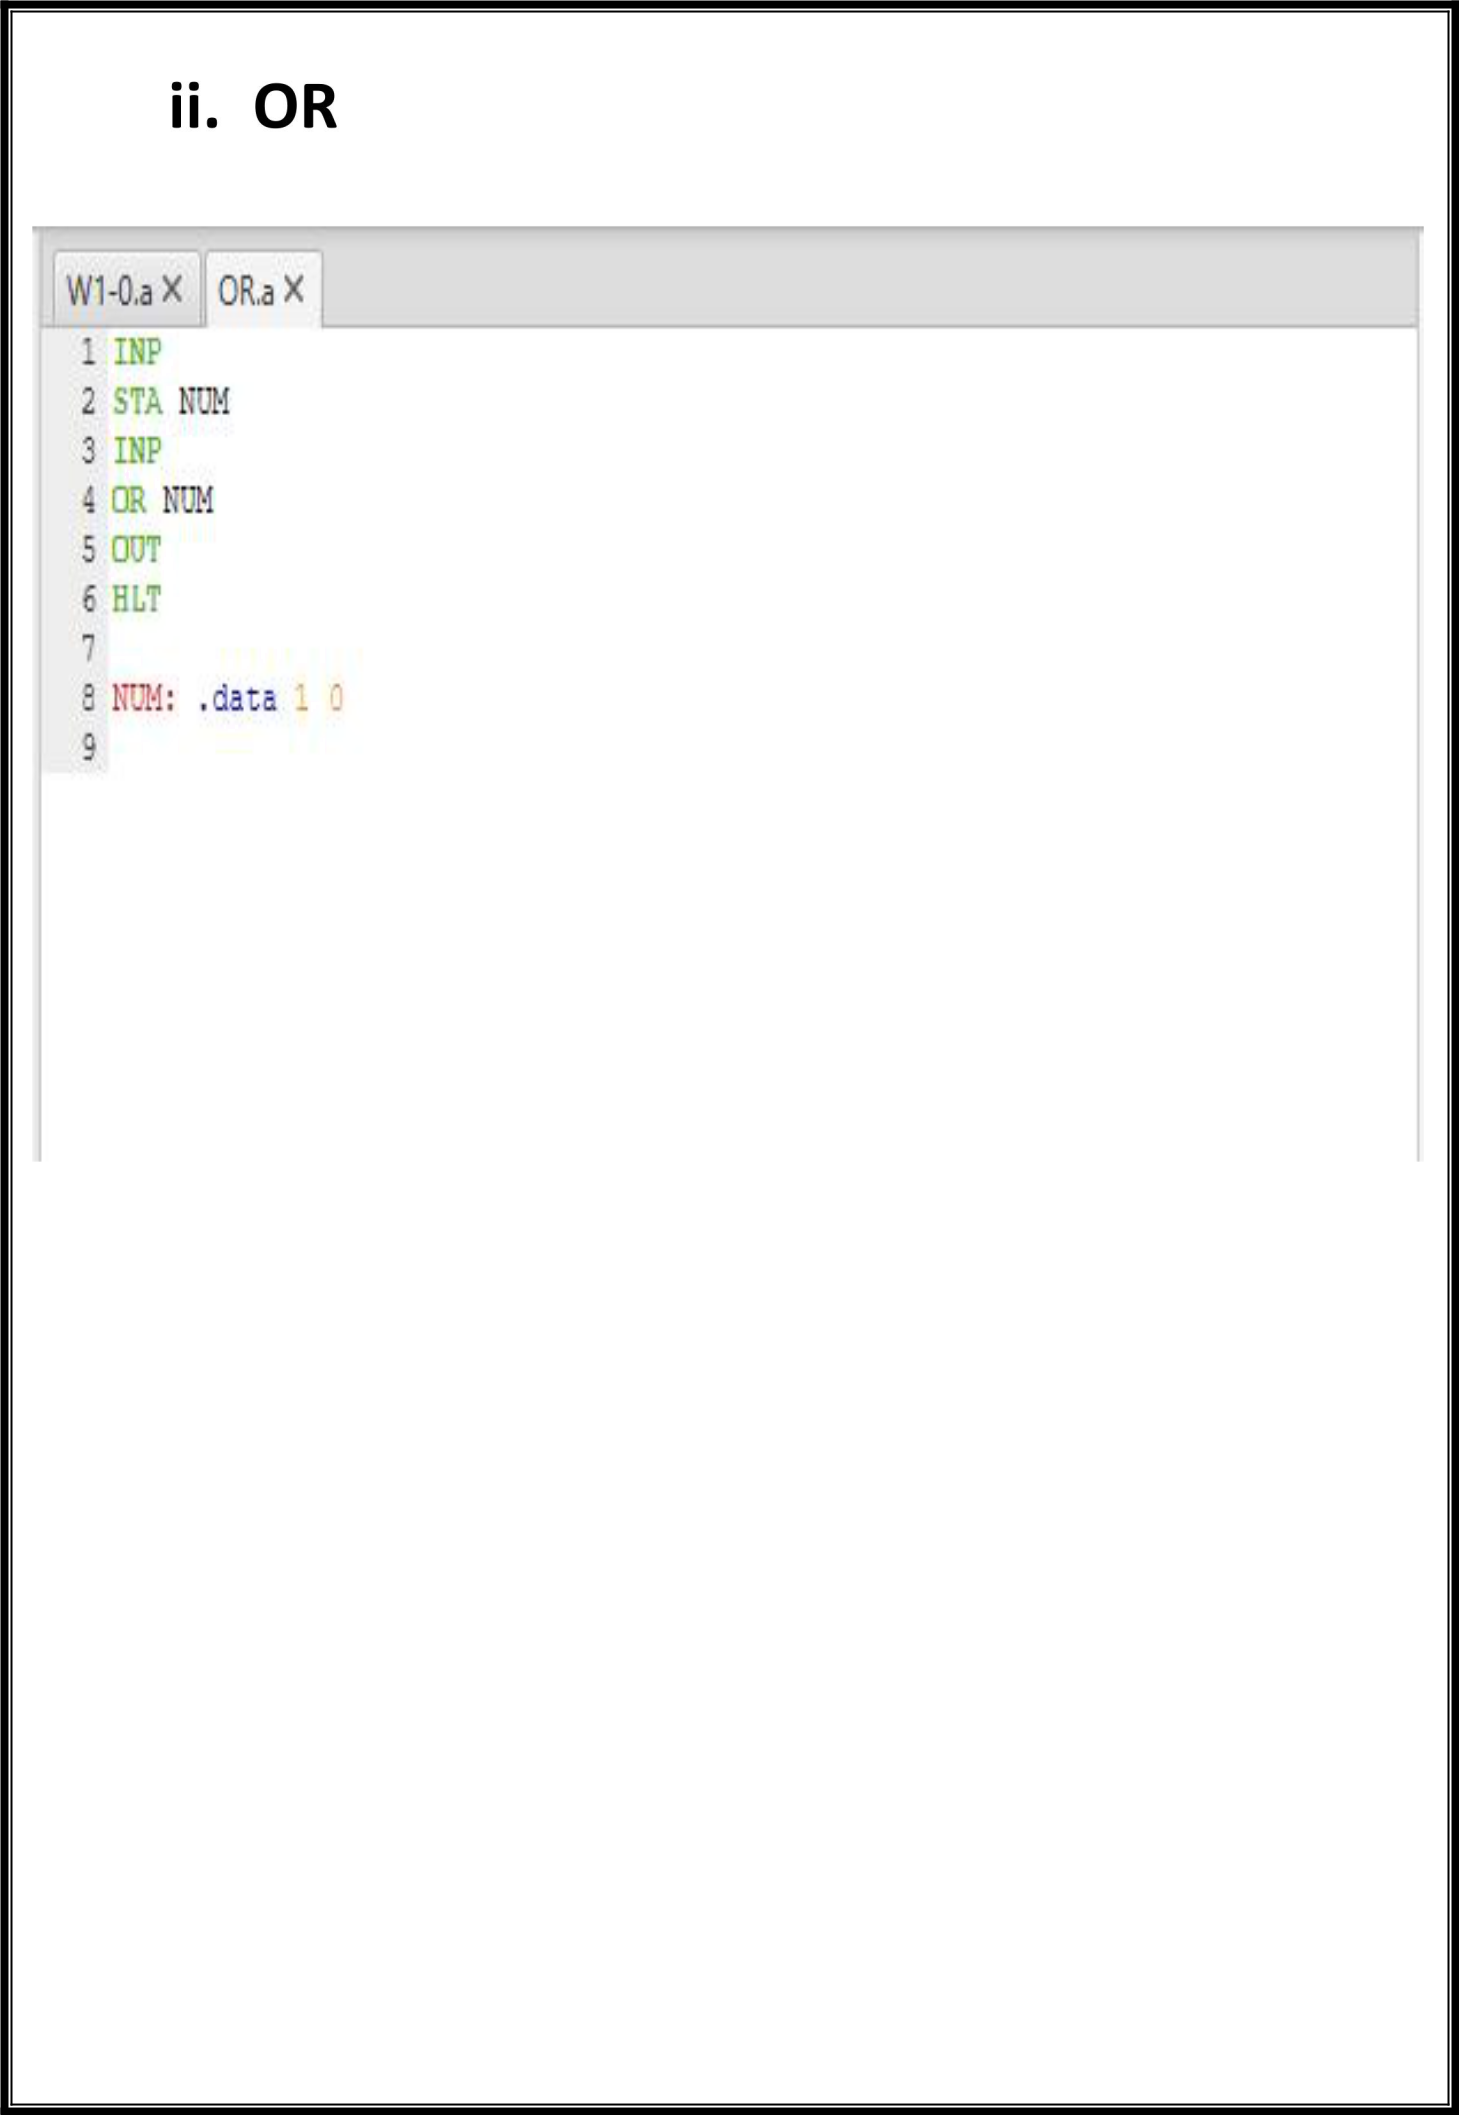 ii. OR
W1-0.a X OR.a X
1 INP
2 STA NUM
3 INP
4 OR NUM
5 OUT
6 HLT
7
8 NUM: .data 1 0
9